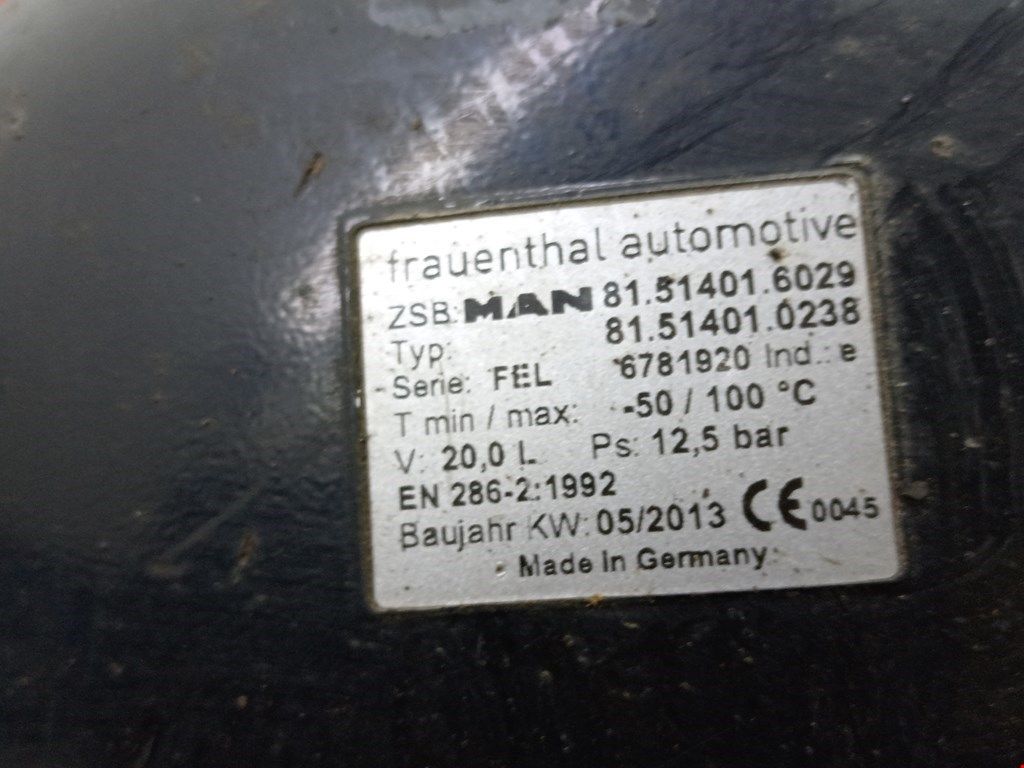 frauenthal automotive
ZSB: MAN 81.51401.6029
Typ: 81.51401.0238
Serie: FEL 6781920 Ind.: e
T min / max: -50 / 100 °C
V: 20,0 L Ps: 12,5 bar
EN 286-2:1992
Baujahr KW: 05/2013 CE 0045
Made In Germany